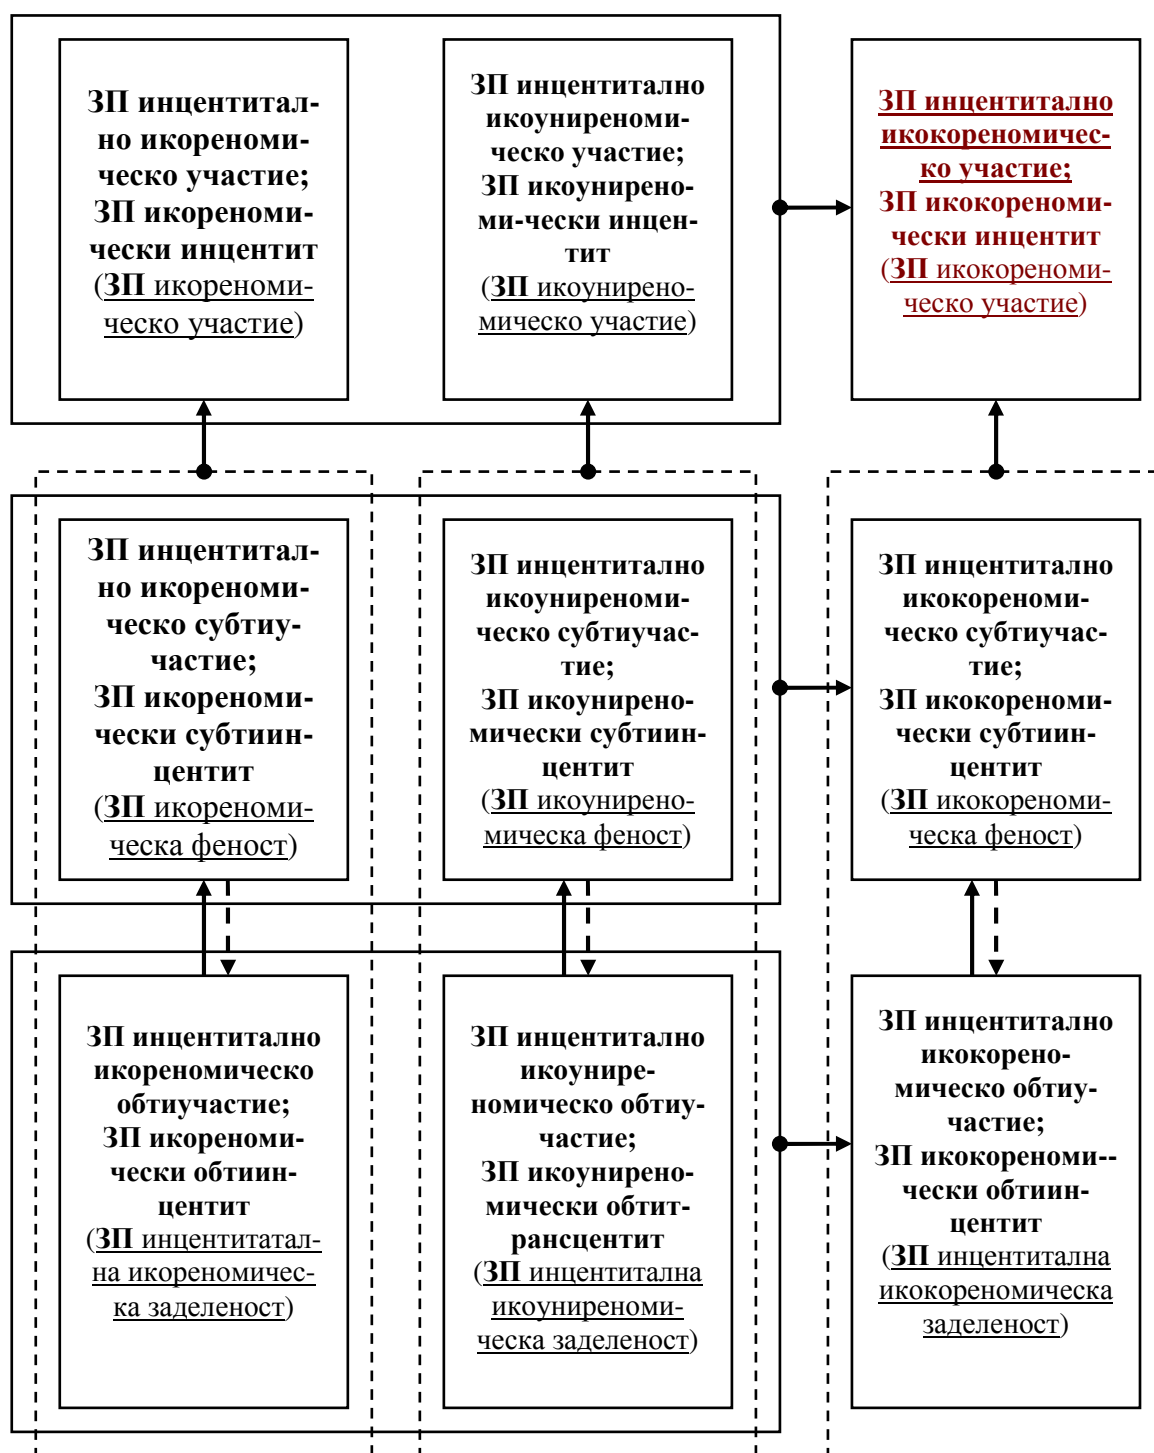 ЗП инцентитал-
но икореноми-
ческо участие;
ЗП икореноми-
чески инцентит
(ЗП икореноми-
ческо участие)
ЗП инцентитално
икоуниреноми-
ческо участие;
ЗП икоунирено-
ми-чески инцен-
тит
(ЗП икоунирено-
мическо участие)
ЗП инцентитално
икокореномичес-
ко участие;
ЗП икокореноми-
чески инцентит
(ЗП икокореноми-
ческо участие)
ЗП инцентитал-
но икореноми-
ческо субтиу-
частие;
ЗП икореноми-
чески субтиин-
центит
(ЗП икореноми-
ческа феност)
ЗП инцентитално
икоуниреноми-
ческо субтиучас-
тие;
ЗП икоунирено-
мически субтиин-
центит
(ЗП икоунирено-
мическа феност)
ЗП инцентитално
икокореноми-
ческо субтиучас-
тие;
ЗП икокореноми-
чески субтиин-
центит
(ЗП икокореноми-
ческа феност)
ЗП инцентитално
икореномическо
обтиучастие;
ЗП икореноми-
чески обтиин-
центит
(ЗП инцентитатал-
на икореномичес-
ка заделеност)
ЗП инцентитално
икоунире-
номическо обтиу-
частие;
ЗП икоунирено-
мически обтит-
рансцентит
(ЗП инцентитална
икоуниреноми-
ческа заделеност)
ЗП инцентитално
икокорено-
мическо обтиу-
частие;
ЗП икокореноми--
чески обтиин-
центит
(ЗП инцентитална
икокореномическа
заделеност)